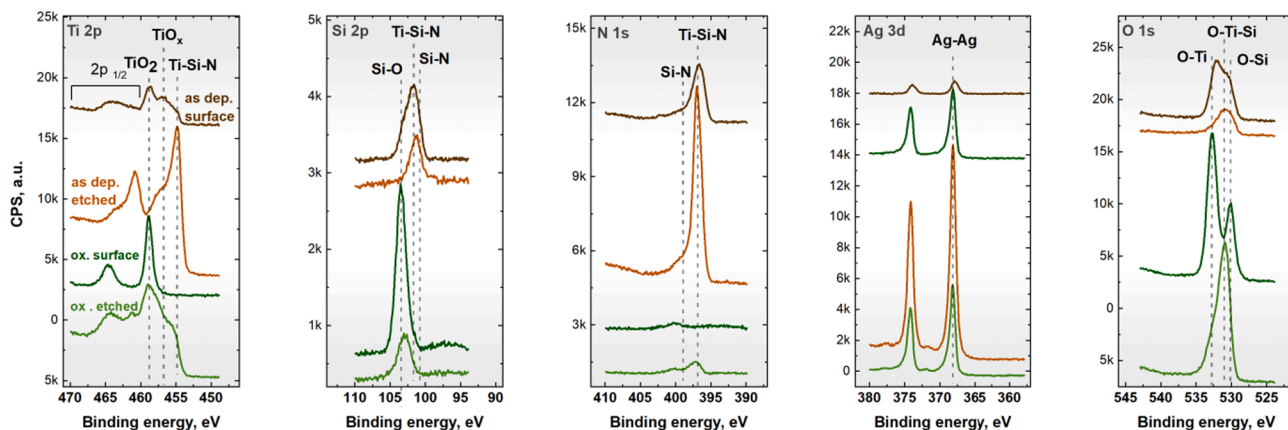 CPS, a.u.
Ti 2p
TiOx
TiO2
Ti-Si-N
2p 1/2
as dep.
surface
as dep.
etched
ox. surface
ox . etched
25k
20k
15k
10k
5k
0
5k
470 465 460 455 450
Binding energy, eV
Si 2p
Ti-Si-N
Si-N
Si-O
5k
4k
3k
2k
1k
110 105 100 95 90
Binding energy, eV
N 1s
Ti-Si-N
Si-N
15k
12k
9k
6k
3k
0
410 405 400 395 390
Binding energy, eV
Ag 3d
Ag-Ag
20k
18k
16k
14k
12k
10k
8k
6k
4k
2k
0
380 375 370 365 360
Binding energy, eV
O 1s
O-Ti-Si
O-Ti
O-Si
25k
20k
15k
10k
5k
0
5k
545 540 535 530 525
Binding energy, eV